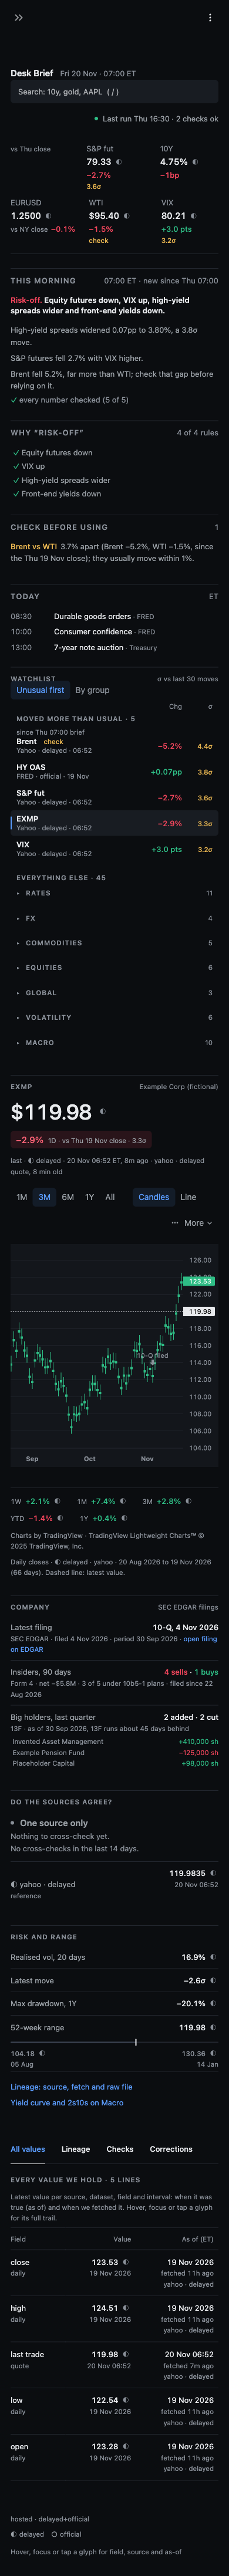 Desk Brief Fri 20 Nov · 07:00 ET
Search: 10y, gold, AAPL ( / )
Last run Thu 16:30 · 2 checks ok
vs Thu close
S&P fut
79.33
−2.7%
3.6σ
10Y
4.75%
−1bp
EURUSD
1.2500
vs NY close −0.1%
WTI
$95.40
−1.5%
check
VIX
80.21
+3.0 pts
3.2σ
THIS MORNING 07:00 ET · new since Thu 07:00
Risk-off. Equity futures down, VIX up, high-yield
spreads wider and front-end yields down.
High-yield spreads widened 0.07pp to 3.80%, a 3.8σ
move.
S&P futures fell 2.7% with VIX higher.
Brent fell 5.2%, far more than WTI; check that gap before
relying on it.
✓ every number checked (5 of 5)
WHY "RISK-OFF" 4 of 4 rules
✓ Equity futures down
✓ VIX up
✓ High-yield spreads wider
✓ Front-end yields down
CHECK BEFORE USING 1
Brent vs WTI 3.7% apart (Brent −5.2%, WTI −1.5%, since
the Thu 19 Nov close); they usually move within 1%.
TODAY ET
08:30 Durable goods orders · FRED
10:00 Consumer confidence · FRED
13:00 7-year note auction · Treasury
WATCHLIST σ vs last 30 moves
Unusual first By group
Chg σ
MOVED MORE THAN USUAL · 5
since Thu 07:00 brief
Brent check
Yahoo · delayed · 06:52
−5.2% 4.4σ
HY OAS
FRED · official · 19 Nov
+0.07pp 3.8σ
S&P fut
Yahoo · delayed · 06:52
−2.7% 3.6σ
EXMP
Yahoo · delayed · 06:52
−2.9% 3.3σ
VIX
Yahoo · delayed · 06:52
+3.0 pts 3.2σ
EVERYTHING ELSE · 45
RATES 11
FX 4
COMMODITIES 5
EQUITIES 6
GLOBAL 3
VOLATILITY 6
MACRO 10
EXMP Example Corp (fictional)
$119.98
−2.9% 1D · vs Thu 19 Nov close · 3.3σ
last · delayed · 20 Nov 06:52 ET, 8m ago · yahoo · delayed
quote, 8 min old
1M 3M 6M 1Y All Candles Line
··· More
126.00
123.53
122.00
119.98
118.00
116.00
10-Q filed
114.00
112.00
110.00
108.00
106.00
104.00
Sep Oct Nov
1W +2.1% 1M +7.4% 3M +2.8%
YTD −1.4% 1Y +0.4%
Charts by TradingView · TradingView Lightweight Charts™ ©
2025 TradingView, Inc.
Daily closes · delayed · yahoo · 20 Aug 2026 to 19 Nov 2026
(66 days). Dashed line: latest value.
COMPANY SEC EDGAR filings
Latest filing 10-Q, 4 Nov 2026
SEC EDGAR · filed 4 Nov 2026 · period 30 Sep 2026 · open filing
on EDGAR
Insiders, 90 days 4 sells · 1 buys
Form 4 · net ~$5.8M · 3 of 5 under 10b5-1 plans · filed since 22
Aug 2026
Big holders, last quarter 2 added · 2 cut
13F · as of 30 Sep 2026, 13F runs about 45 days behind
Invented Asset Management +410,000 sh
Example Pension Fund −125,000 sh
Placeholder Capital +98,000 sh
DO THE SOURCES AGREE?
One source only
Nothing to cross-check yet.
No cross-checks in the last 14 days.
119.9835
yahoo · delayed 20 Nov 06:52
reference
RISK AND RANGE
Realised vol, 20 days 16.9%
Latest move −2.6σ
Max drawdown, 1Y −20.1%
52-week range 119.98
104.18 130.36
05 Aug 14 Jan
Lineage: source, fetch and raw file
Yield curve and 2s10s on Macro
All values Lineage Checks Corrections
EVERY VALUE WE HOLD · 5 LINES
Latest value per source, dataset, field and interval: when it was
true (as of) and when we fetched it. Hover, focus or tap a glyph
for its full trail.
Field Value As of (ET)
close 123.53 19 Nov 2026
daily 19 Nov 2026 fetched 11h ago
yahoo · delayed
high 124.51 19 Nov 2026
daily 19 Nov 2026 fetched 11h ago
yahoo · delayed
last trade 119.98 20 Nov 06:52
quote 20 Nov 06:52 fetched 7m ago
yahoo · delayed
low 122.54 19 Nov 2026
daily 19 Nov 2026 fetched 11h ago
yahoo · delayed
open 123.28 19 Nov 2026
daily 19 Nov 2026 fetched 11h ago
yahoo · delayed
hosted · delayed+official
delayed official
Hover, focus or tap a glyph for field, source and as-of